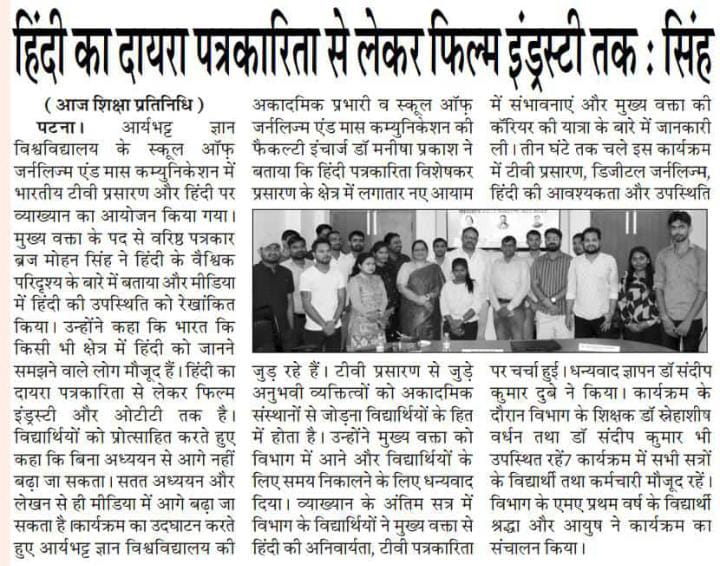 हिंदी का दायरा पत्रकारिता से लेकर फिल्म इंड्रस्टी तक : सिंह
( आज शिक्षा प्रतिनिधि )
पटना। आर्यभट्ट ज्ञान
विश्वविद्यालय के स्कूल ऑफ़
जर्नलिज्म एंड मास कम्युनिकेशन में
भारतीय टीवी प्रसारण और हिंदी पर
व्याख्यान का आयोजन किया गया।
मुख्य वक्ता के पद से वरिष्ठ पत्रकार
ब्रज मोहन सिंह ने हिंदी के वैश्विक
परिदृश्य के बारे में बताया और मीडिया
में हिंदी की उपस्थिति को रेखांकित
किया। उन्होंने कहा कि भारत कि
किसी भी क्षेत्र में हिंदी को जानने
समझने वाले लोग मौजूद हैं। हिंदी का
दायरा पत्रकारिता से लेकर फिल्म
इंड्रस्टी और ओटीटी तक है।
विद्यार्थियों को प्रोत्साहित करते हुए
कहा कि बिना अध्ययन से आगे नहीं
बढ़ा जा सकता। सतत अध्ययन और
लेखन से ही मीडिया में आगे बढ़ा जा
सकता है।कार्यक्रम का उदघाटन करते
हुए आर्यभट्ट ज्ञान विश्वविद्यालय की
अकादमिक प्रभारी व स्कूल ऑफ़
जर्नलिज्म एंड मास कम्युनिकेशन की
फैकल्टी इंचार्ज डॉ मनीषा प्रकाश ने
बताया कि हिंदी पत्रकारिता विशेषकर
प्रसारण के क्षेत्र में लगातार नए आयाम
जुड़ रहे हैं। टीवी प्रसारण से जुड़े
अनुभवी व्यक्तित्वों को अकादमिक
संस्थानों से जोड़ना विद्यार्थियों के हित
में होता है। उन्होंने मुख्य वक्ता को
विभाग में आने और विद्यार्थियों के
लिए समय निकालने के लिए धन्यवाद
दिया। व्याख्यान के अंतिम सत्र में
विभाग के विद्यार्थियों ने मुख्य वक्ता से
हिंदी की अनिवार्यता, टीवी पत्रकारिता
में संभावनाएं और मुख्य वक्ता की
कॅरियर की यात्रा के बारे में जानकारी
ली। तीन घंटे तक चले इस कार्यक्रम
में टीवी प्रसारण, डिजीटल जर्नलिज्म,
हिंदी की आवश्यकता और उपस्थिति
पर चर्चा हुई। धन्यवाद ज्ञापन डॉ संदीप
कुमार दुबे ने किया। कार्यक्रम के
दौरान विभाग के शिक्षक डॉ स्नेहाशीष
वर्धन तथा डॉ संदीप कुमार भी
उपस्थित रहें7 कार्यक्रम में सभी सत्रों
के विद्यार्थी तथा कर्मचारी मौजूद रहें।
विभाग के एमए प्रथम वर्ष के विद्यार्थी
श्रद्धा और आयुष ने कार्यक्रम का
संचालन किया।